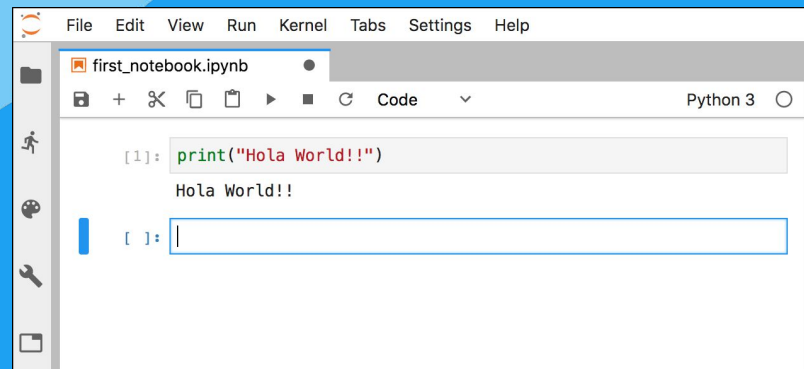 File Edit View Run Kernel Tabs Settings Help
first_notebook.ipynb
Code Python 3
[1]: print("Hola World!!")
Hola World!!
[ ]: